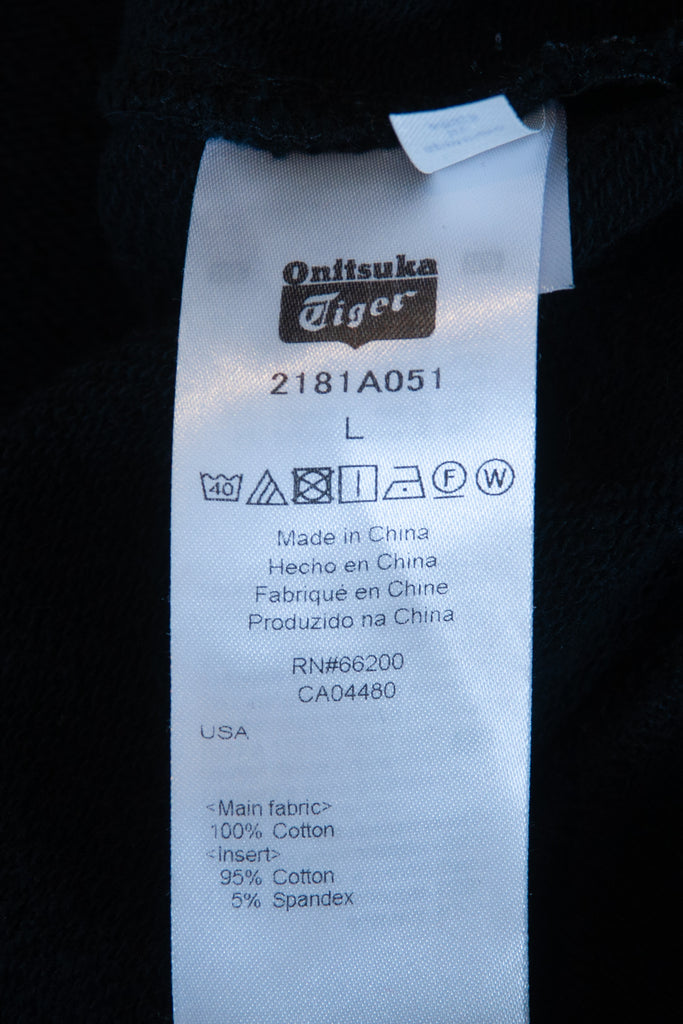 Onitsuka
Tiger
2181A051
L
40 F W
Made in China
Hecho en China
Fabriqué en Chine
Produzido na China
RN#66200
CA04480
USA
<Main fabric>
100% Cotton
<Insert>
95% Cotton
5% Spandex